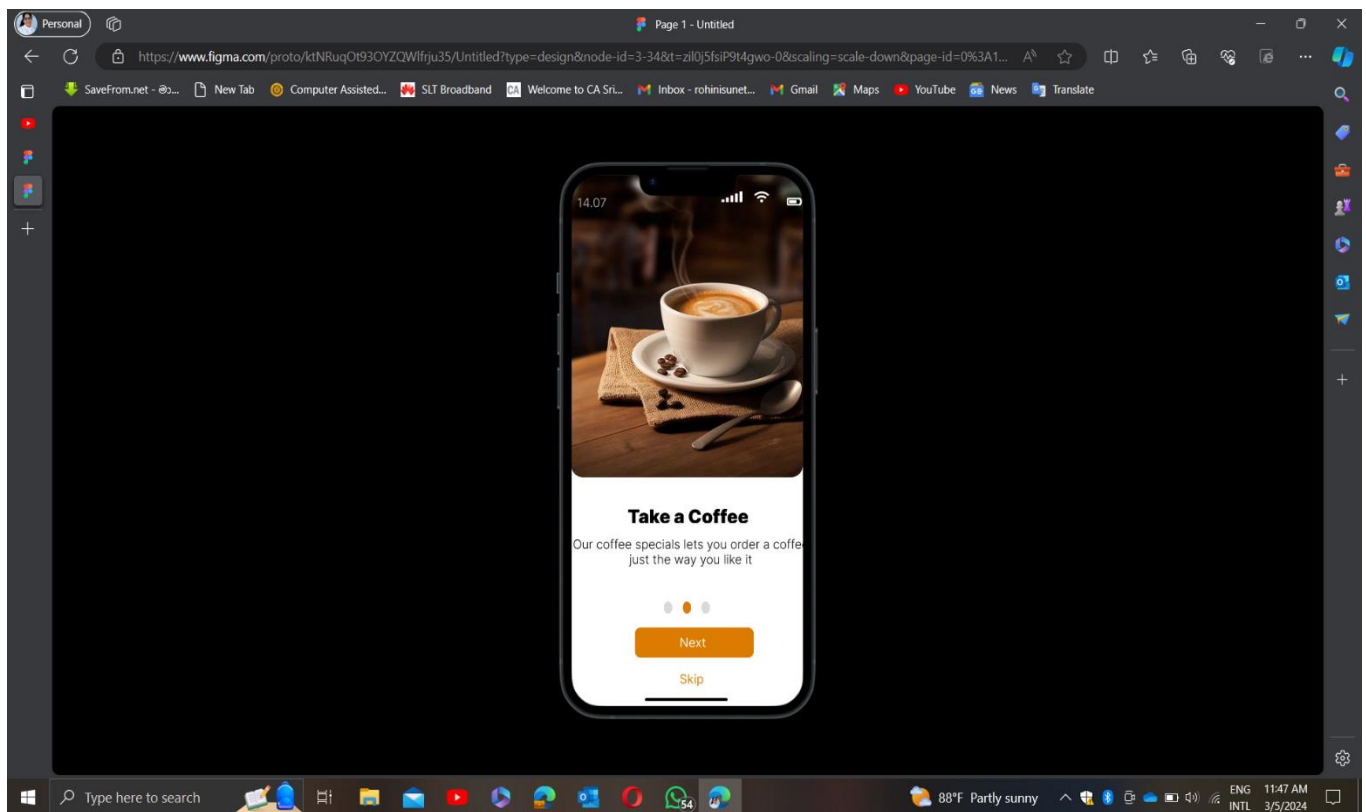 Personal
Page 1 - Untitled
https://www.figma.com/proto/ktNRuqOt93OYZQWlfrju35/Untitled?type=design&node-id=3-34&t=zil0j5fsiP9t4gwo-0&scaling=scale-down&page-id=0%3A1...
SaveFrom.net - මා... New Tab Computer Assisted... SLT Broadband CA Welcome to CA Sri... Inbox - rohinisunet... Gmail Maps YouTube GE News Translate
14.07
Take a Coffee
Our coffee specials lets you order a coffe
just the way you like it
Next
Skip
Type here to search
54
88°F Partly sunny
ENG 11:47 AM
INTL 3/5/2024